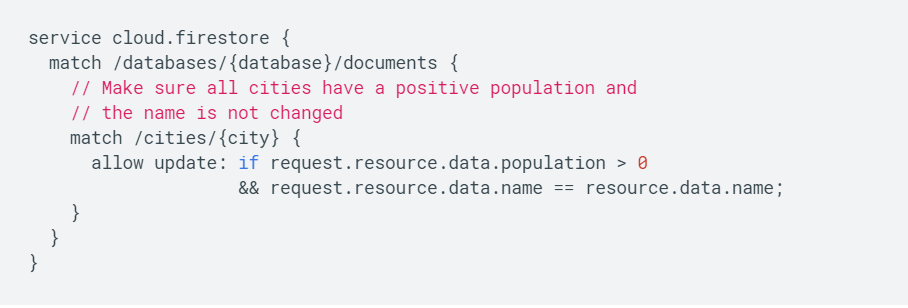 service cloud.firestore {
match /databases/{database}/documents {
// Make sure all cities have a positive population and
// the name is not changed
match /cities/{city} {
allow update: if request.resource.data.population > 0
&& request.resource.data.name == resource.data.name;
}
}
}